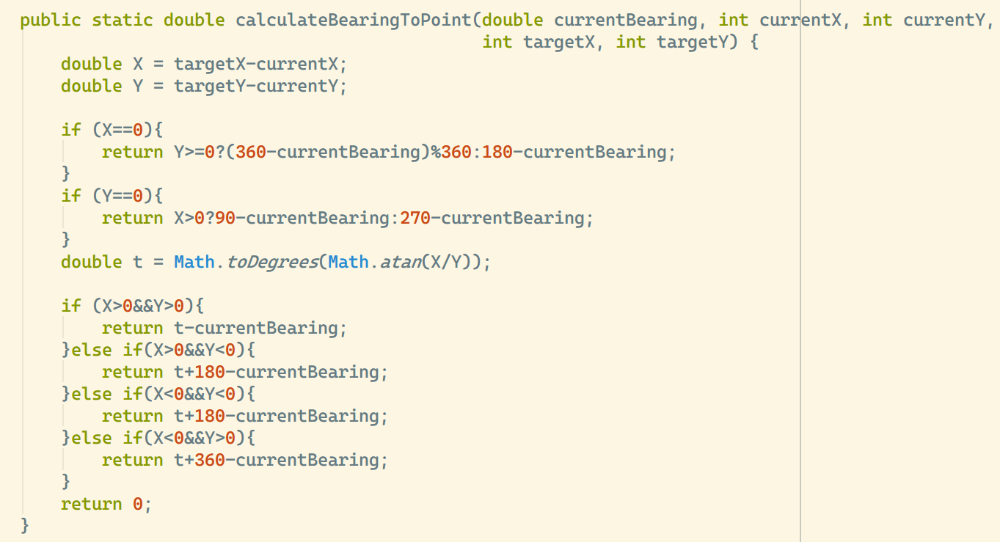 public static double calculateBearingToPoint(double currentBearing, int currentX, int currentY,
                                             int targetX, int targetY) {
    double X = targetX-currentX;
    double Y = targetY-currentY;

    if (X==0){
        return Y>=0?(360-currentBearing)%360:180-currentBearing;
    }
    if (Y==0){
        return X>0?90-currentBearing:270-currentBearing;
    }
    double t = Math.toDegrees(Math.atan(X/Y));

    if (X>0&&Y>0){
        return t-currentBearing;
    }else if(X>0&&Y<0){
        return t+180-currentBearing;
    }else if(X<0&&Y<0){
        return t+180-currentBearing;
    }else if(X<0&&Y>0){
        return t+360-currentBearing;
    }
    return 0;
}